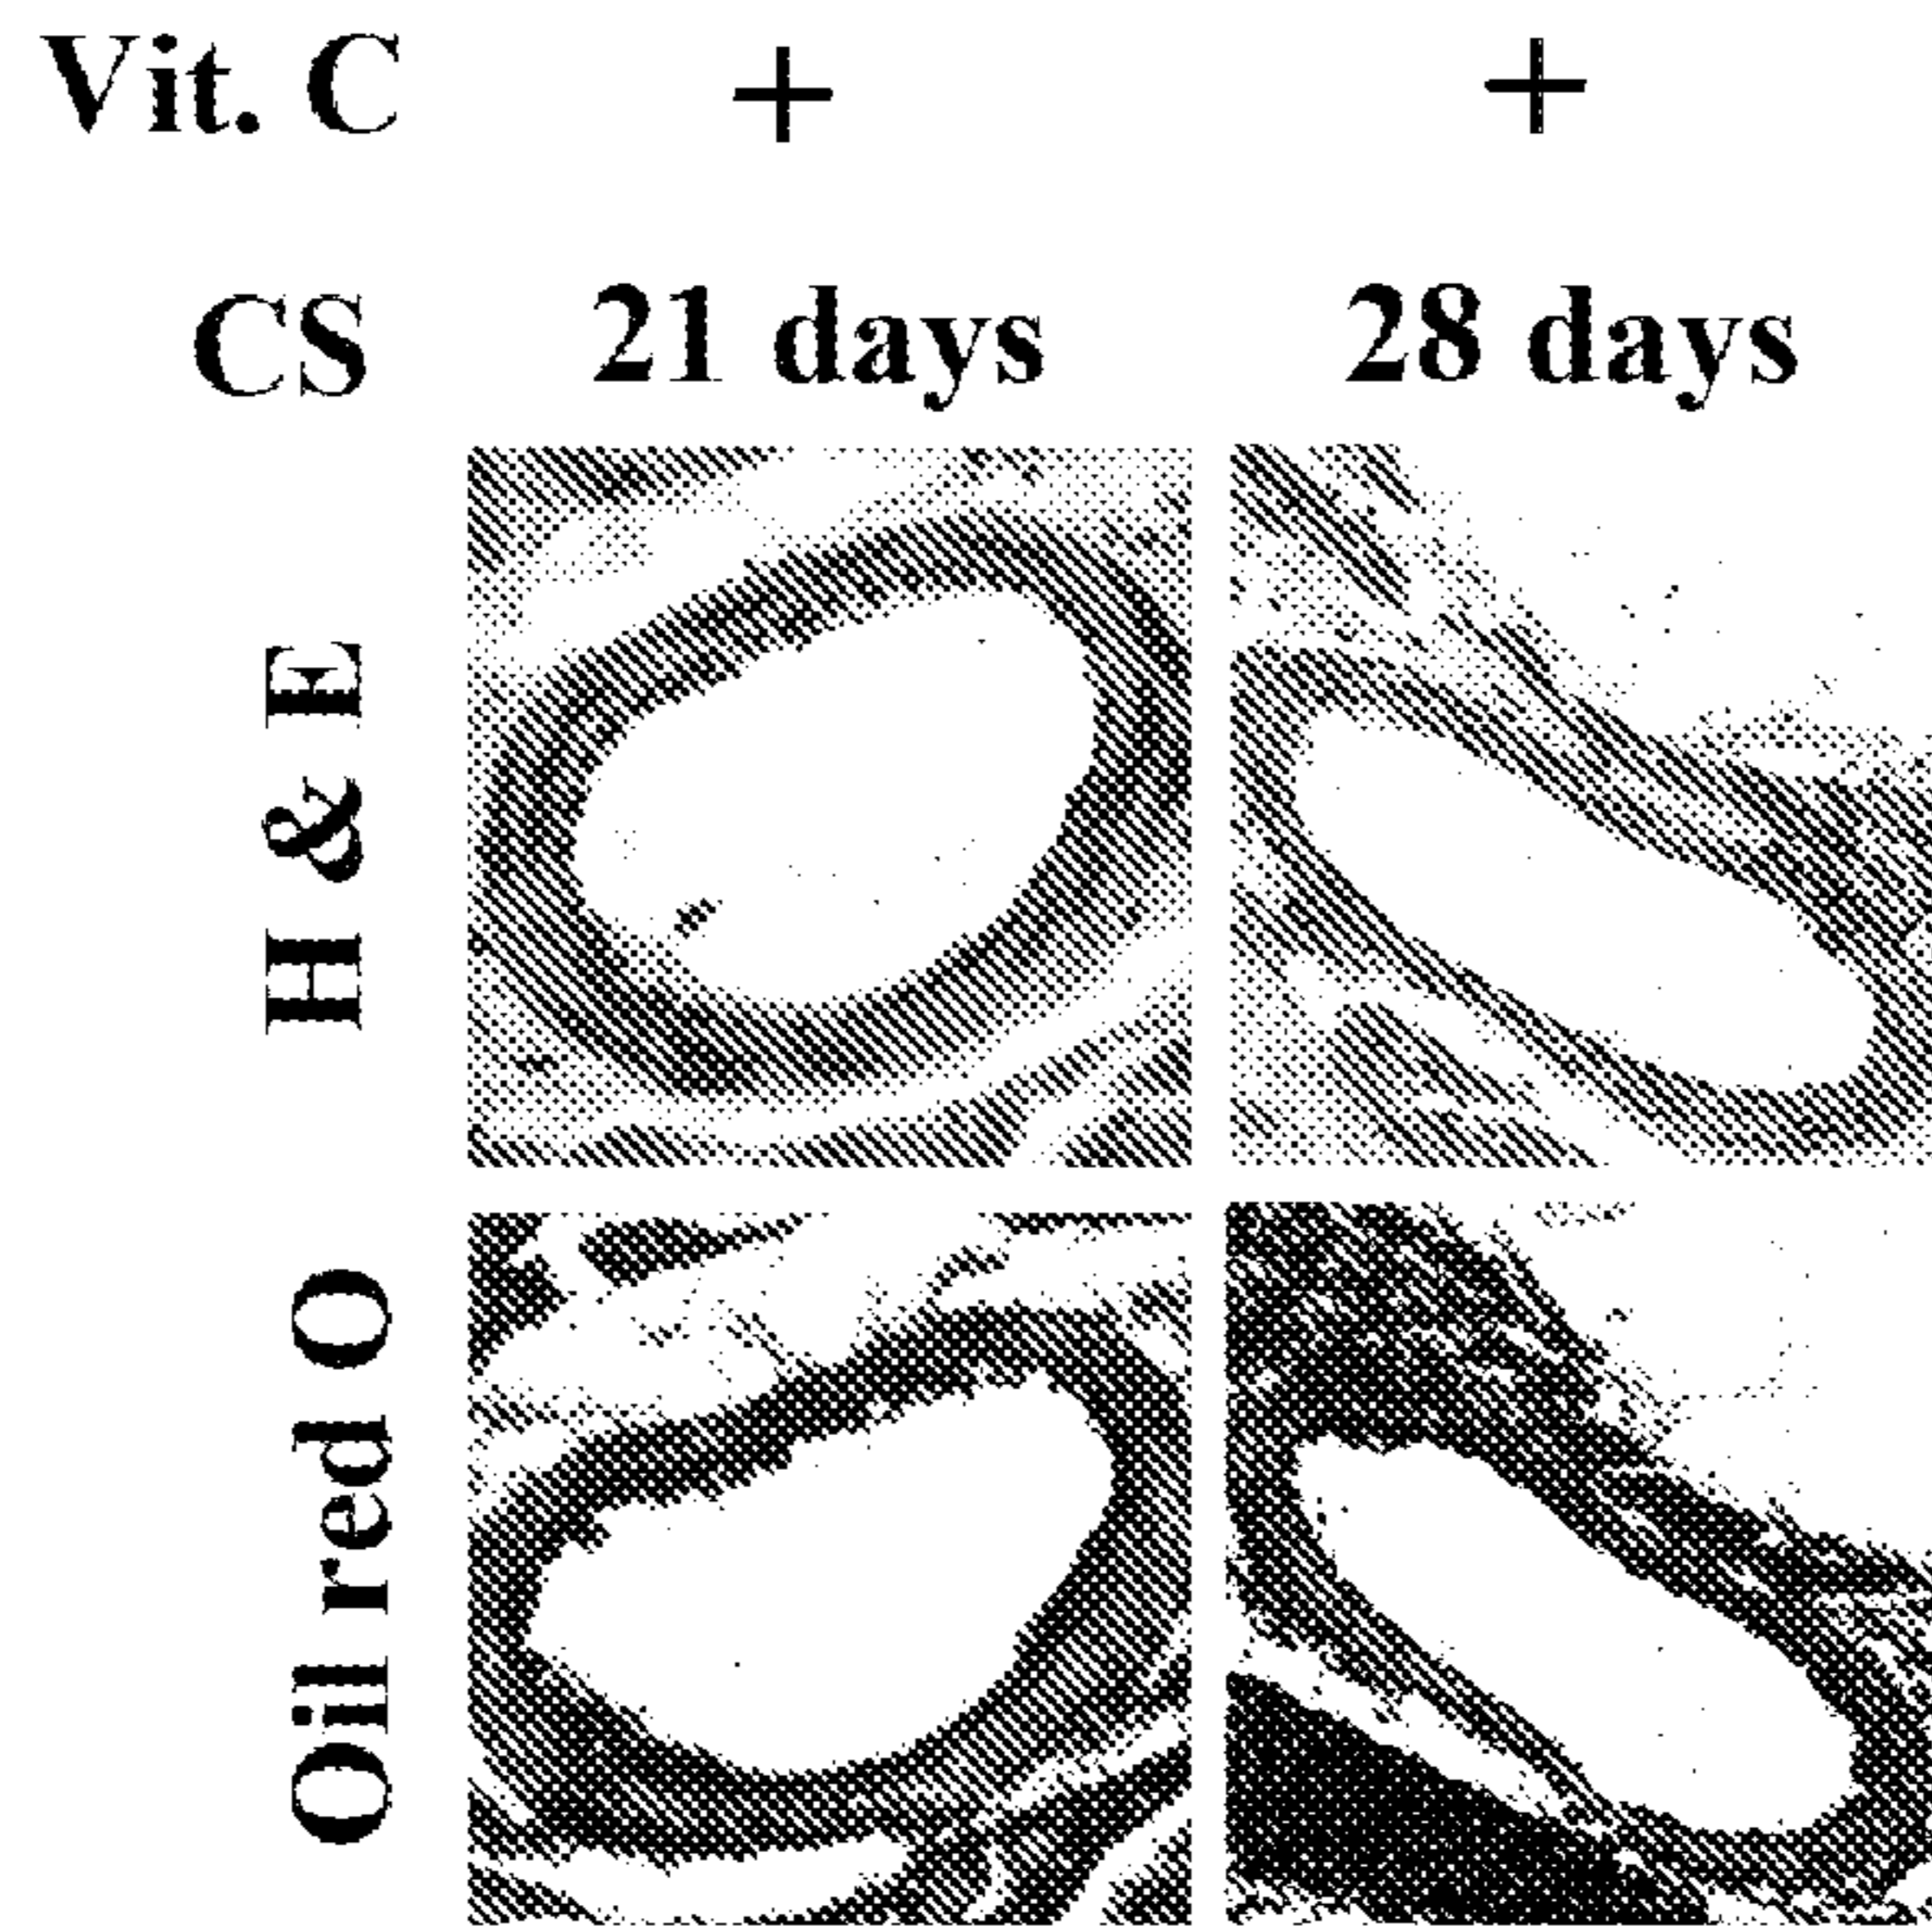 Vit. C + +
CS 21 days 28 days
H & E
Oil red O